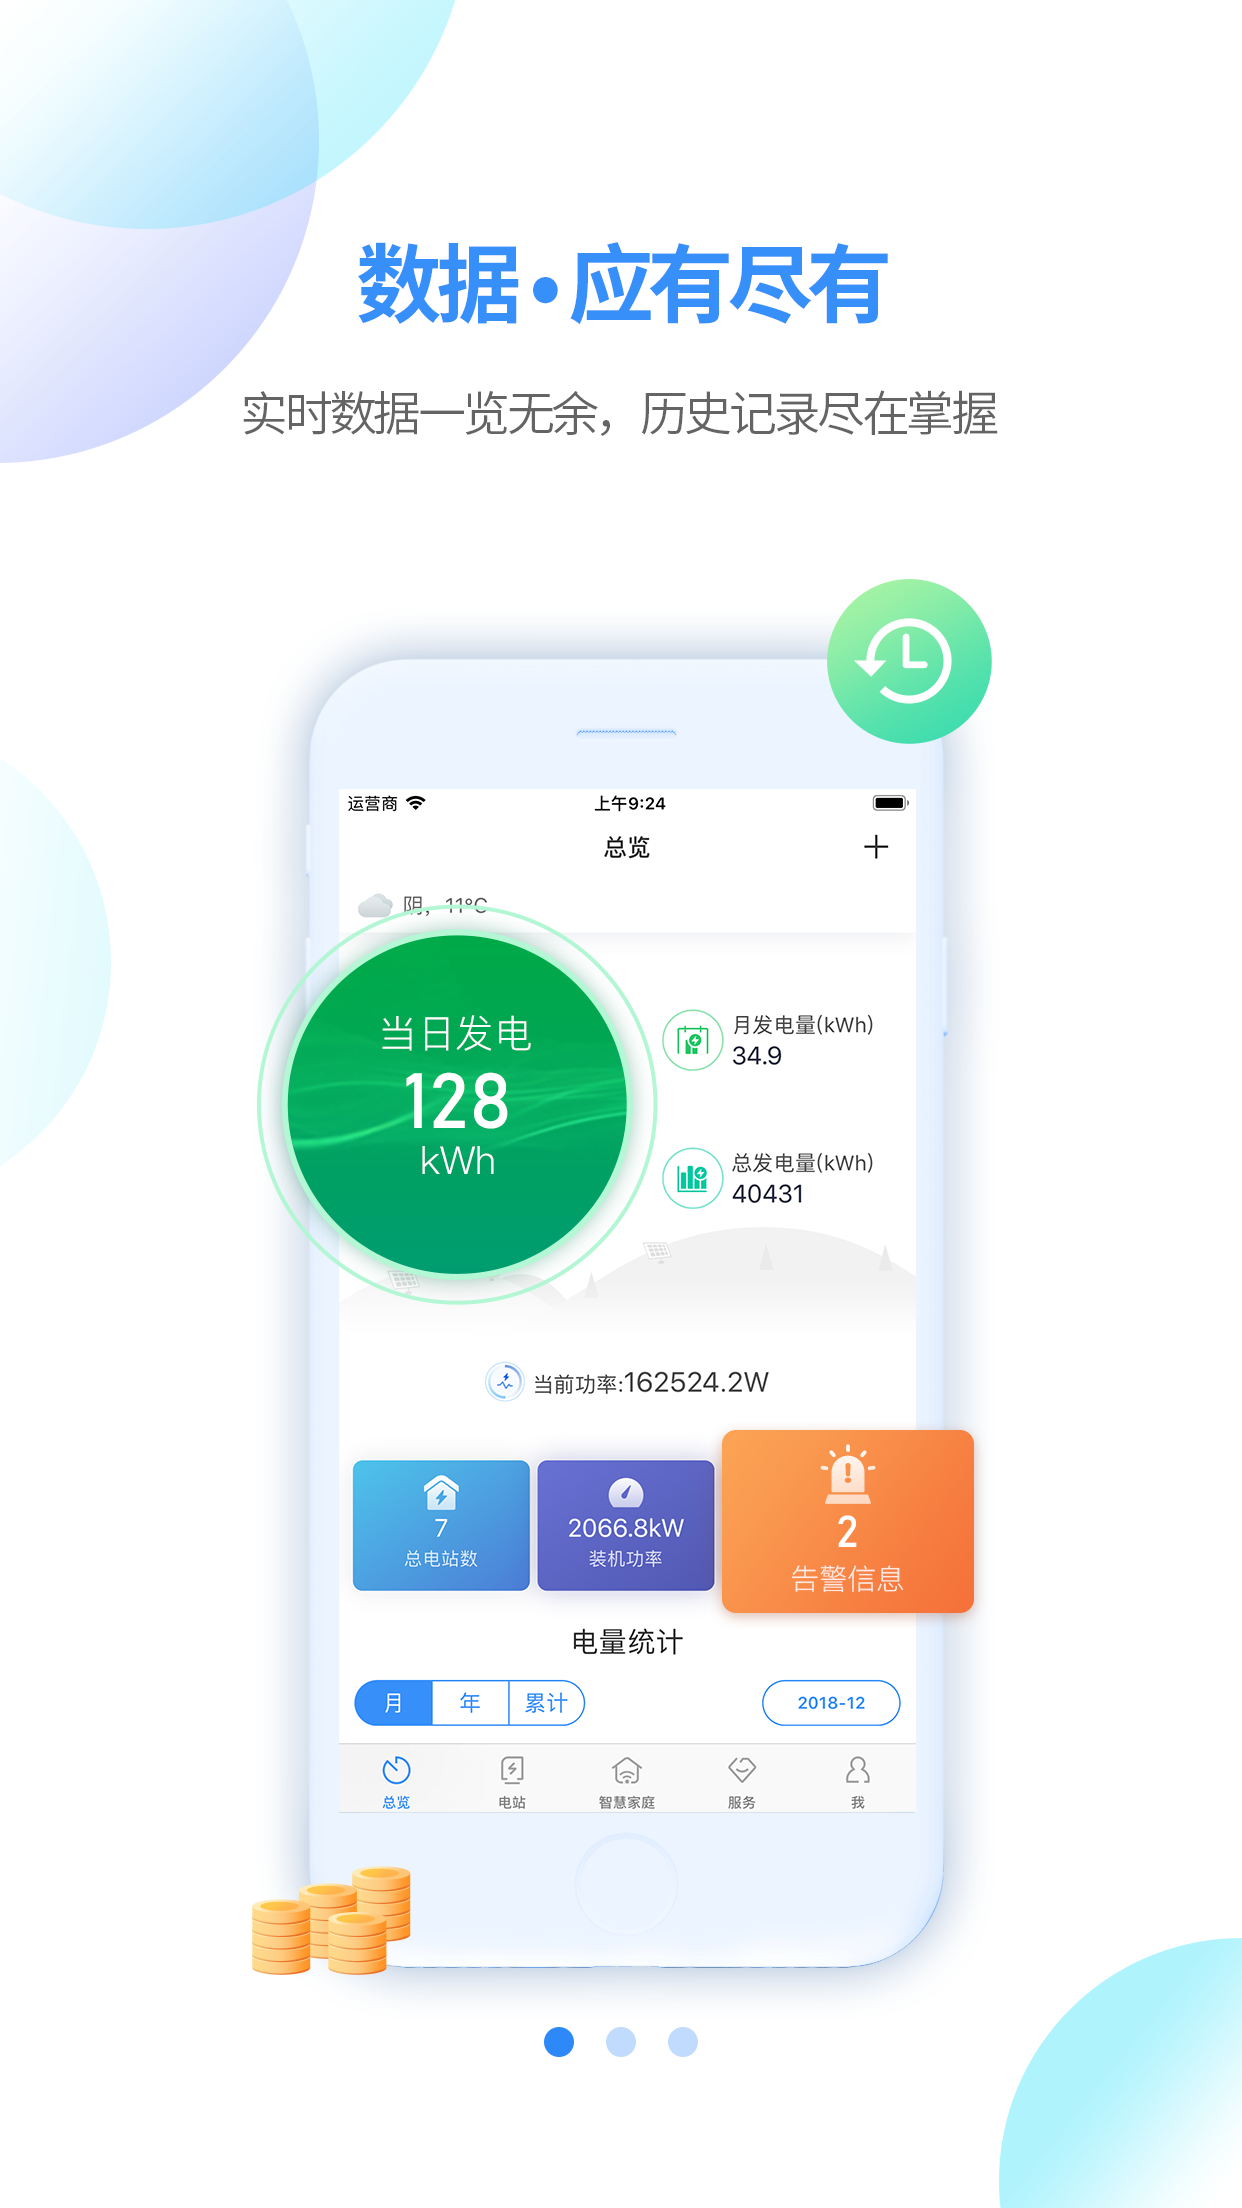 数据•应有尽有
实时数据一览无余，历史记录尽在掌握
运营商 上午9:24
总览
阴，11°C
当日发电
128
kWh
月发电量(kWh)
34.9
总发电量(kWh)
40431
当前功率:162524.2W
7
总电站数
2066.8kW
装机功率
2
告警信息
电量统计
月 年 累计 2018-12
总览 电站 智慧家庭 服务 我